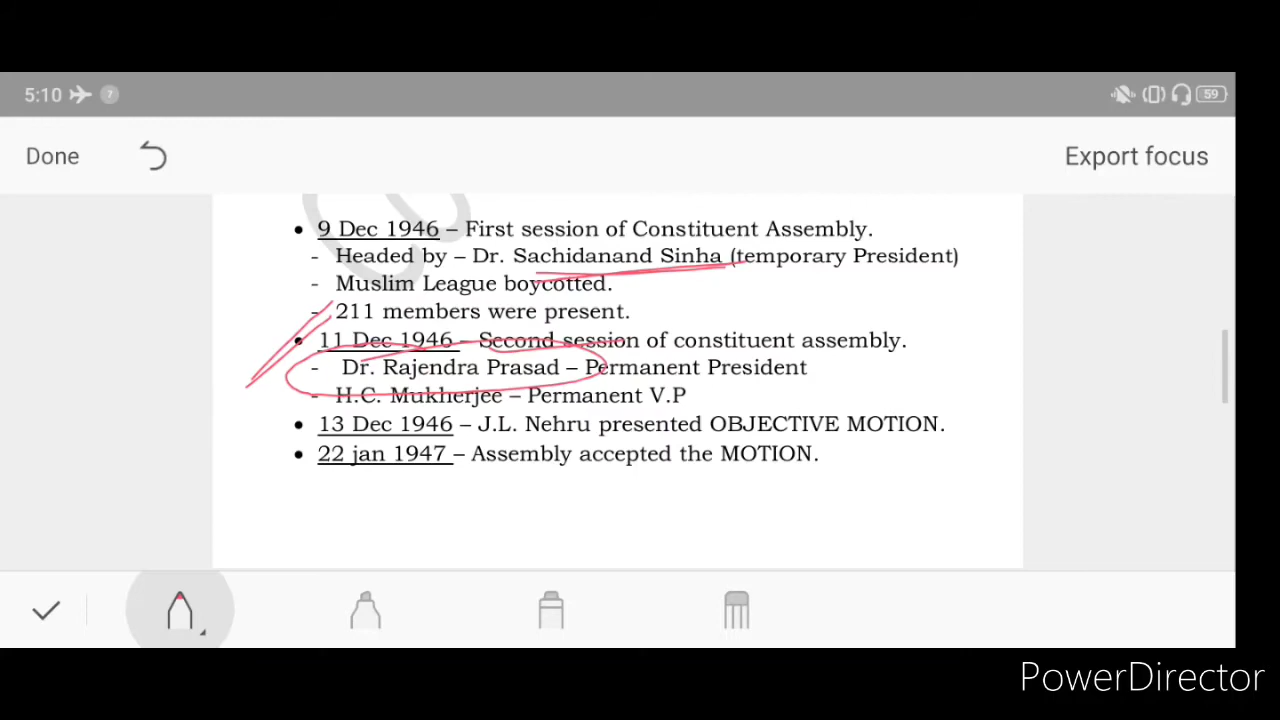 5:10 ? 59
Done Export focus
• 9 Dec 1946 – First session of Constituent Assembly.
- Headed by – Dr. Sachidanand Sinha (temporary President)
- Muslim League boycotted.
- 211 members were present.
• 11 Dec 1946 – Second session of constituent assembly.
- Dr. Rajendra Prasad – Permanent President
- H.C. Mukherjee – Permanent V.P
• 13 Dec 1946 – J.L. Nehru presented OBJECTIVE MOTION.
• 22 jan 1947 – Assembly accepted the MOTION.
PowerDirector